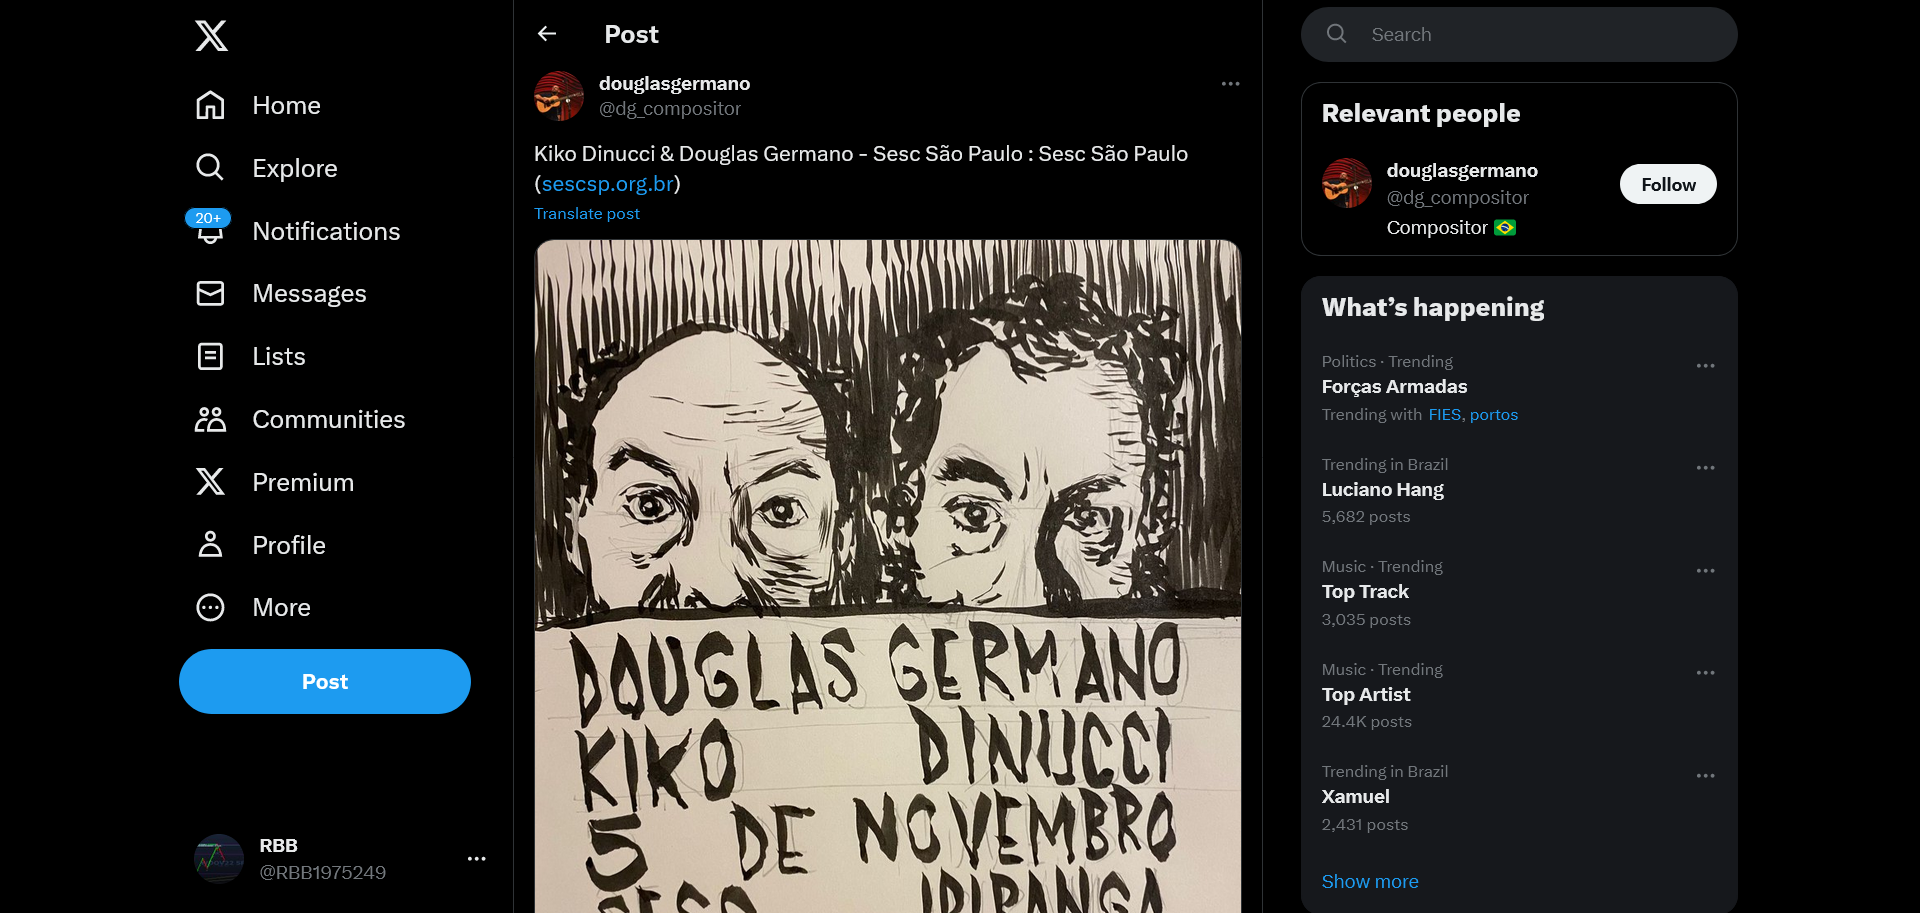 Home
Explore
20+
Notifications
Messages
Lists
Communities
Premium
Profile
More
Post
RBB
@RBB1975249
Post
douglasgermano
@dg_compositor
Kiko Dinucci & Douglas Germano - Sesc São Paulo : Sesc São Paulo
(sescsp.org.br)
Translate post
DOUGLAS GERMANO
KIKO DINUCCI
5 DE NOVEMBRO
SESC IPIRANGA
Search
Relevant people
douglasgermano
@dg_compositor
Follow
Compositor
What’s happening
Politics · Trending
Forças Armadas
Trending with FIES, portos
Trending in Brazil
Luciano Hang
5,682 posts
Music · Trending
Top Track
3,035 posts
Music · Trending
Top Artist
24.4K posts
Trending in Brazil
Xamuel
2,431 posts
Show more